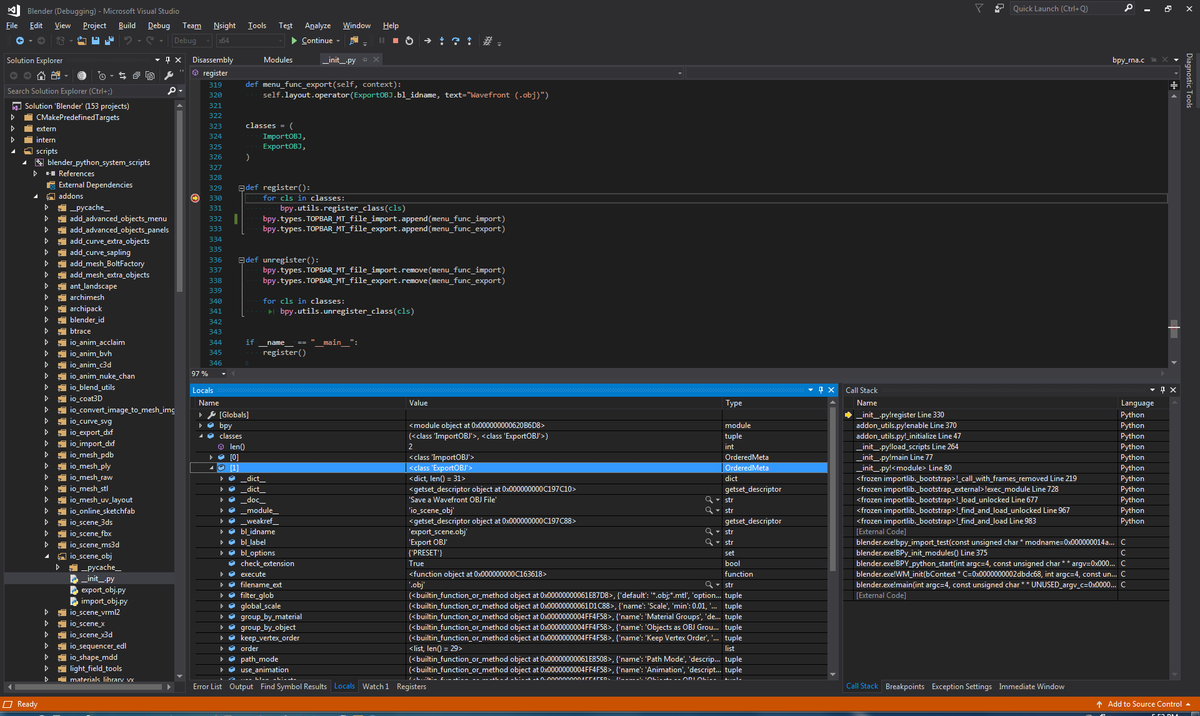 Blender (Debugging) - Microsoft Visual Studio
Quick Launch (Ctrl+Q)
File Edit View Project Build Debug Team Nsight Tools Test Analyze Window Help
Debug x64 Continue
Solution Explorer
Search Solution Explorer (Ctrl+;)
Solution 'Blender' (153 projects)
CMakePredefinedTargets
extern
intern
scripts
blender_python_system_scripts
References
External Dependencies
addons
__pycache__
add_advanced_objects_menu
add_advanced_objects_panels
add_curve_extra_objects
add_curve_sapling
add_mesh_BoltFactory
add_mesh_extra_objects
ant_landscape
archimesh
archipack
blender_id
btrace
io_anim_acclaim
io_anim_bvh
io_anim_c3d
io_anim_nuke_chan
io_blend_utils
io_coat3D
io_convert_image_to_mesh_img
io_curve_svg
io_export_dxf
io_import_dxf
io_mesh_pdb
io_mesh_ply
io_mesh_raw
io_mesh_stl
io_mesh_uv_layout
io_online_sketchfab
io_scene_3ds
io_scene_fbx
io_scene_ms3d
io_scene_obj
__pycache__
__init__.py
export_obj.py
import_obj.py
io_scene_vrml2
io_scene_x
io_scene_x3d
io_sequencer_edl
io_shape_mdd
light_field_tools
materials_library_vx
Disassembly Modules __init__.py bpy_rna.c
register
319 def menu_func_export(self, context):
320 self.layout.operator(ExportOBJ.bl_idname, text="Wavefront (.obj)")
321
322
323 classes = (
324 ImportOBJ,
325 ExportOBJ,
326 )
327
328
329 def register():
330 for cls in classes:
331 bpy.utils.register_class(cls)
332 bpy.types.TOPBAR_MT_file_import.append(menu_func_import)
333 bpy.types.TOPBAR_MT_file_export.append(menu_func_export)
334
335
336 def unregister():
337 bpy.types.TOPBAR_MT_file_import.remove(menu_func_import)
338 bpy.types.TOPBAR_MT_file_export.remove(menu_func_export)
339
340 for cls in classes:
341 bpy.utils.unregister_class(cls)
342
343
344 if __name__ == "__main__":
345 register()
346
97 %
Diagnostic Tools
Locals
Name Value Type
[Globals]
bpy <module object at 0x000000000620B6D8> module
classes (<class 'ImportOBJ'>, <class 'ExportOBJ'>) tuple
len() 2 int
[0] <class 'ImportOBJ'> OrderedMeta
[1] <class 'ExportOBJ'> OrderedMeta
__dict__ <dict, len() = 31> dict
__dict__ <getset_descriptor object at 0x000000000C197C10> getset_descriptor
__doc__ 'Save a Wavefront OBJ File' str
__module__ 'io_scene_obj' str
__weakref__ <getset_descriptor object at 0x000000000C197C88> getset_descriptor
bl_idname 'export_scene.obj' str
bl_label 'Export OBJ' str
bl_options {'PRESET'} set
check_extension True bool
execute <function object at 0x000000000C163618> function
filename_ext '.obj' str
filter_glob (<builtin_function_or_method object at 0x00000000061E87D8>, {'default': '*.obj;*.mtl', 'option... tuple
global_scale (<builtin_function_or_method object at 0x00000000061D1C88>, {'name': 'Scale', 'min': 0.01, '... tuple
group_by_material (<builtin_function_or_method object at 0x0000000004FF4F58>, {'name': 'Material Groups', 'de... tuple
group_by_object (<builtin_function_or_method object at 0x0000000004FF4F58>, {'name': 'Objects as OBJ Grou... tuple
keep_vertex_order (<builtin_function_or_method object at 0x0000000004FF4F58>, {'name': 'Keep Vertex Order', '... tuple
order <list, len() = 29> list
path_mode (<builtin_function_or_method object at 0x00000000061E8508>, {'name': 'Path Mode', 'descrip... tuple
use_animation (<builtin_function_or_method object at 0x0000000004FF4F58>, {'name': 'Animation', 'descript... tuple
Error List Output Find Symbol Results Locals Watch 1 Registers
Call Stack
Name Language
__init__.py!register Line 330 Python
addon_utils.py!enable Line 370 Python
addon_utils.py!_initialize Line 47 Python
__init__.py!load_scripts Line 264 Python
__init__.py!main Line 77 Python
__init__.py!<module> Line 80 Python
<frozen importlib._bootstrap>!_call_with_frames_removed Line 219 Python
<frozen importlib._bootstrap_external>!exec_module Line 728 Python
<frozen importlib._bootstrap>!_load_unlocked Line 677 Python
<frozen importlib._bootstrap>!_find_and_load_unlocked Line 967 Python
<frozen importlib._bootstrap>!_find_and_load Line 983 Python
[External Code]
blender.exe!bpy_import_test(const unsigned char * modname=0x000000014a... C
blender.exe!BPy_init_modules() Line 375 C
blender.exe!BPY_python_start(int argc=4, const unsigned char * * argv=0x000... C
blender.exe!WM_init(bContext * C=0x0000000002dbdc68, int argc=4, const un... C
blender.exe!main(int argc=4, const unsigned char * * UNUSED_argv_c=0x0000... C
[External Code]
Call Stack Breakpoints Exception Settings Immediate Window
Ready
Add to Source Control